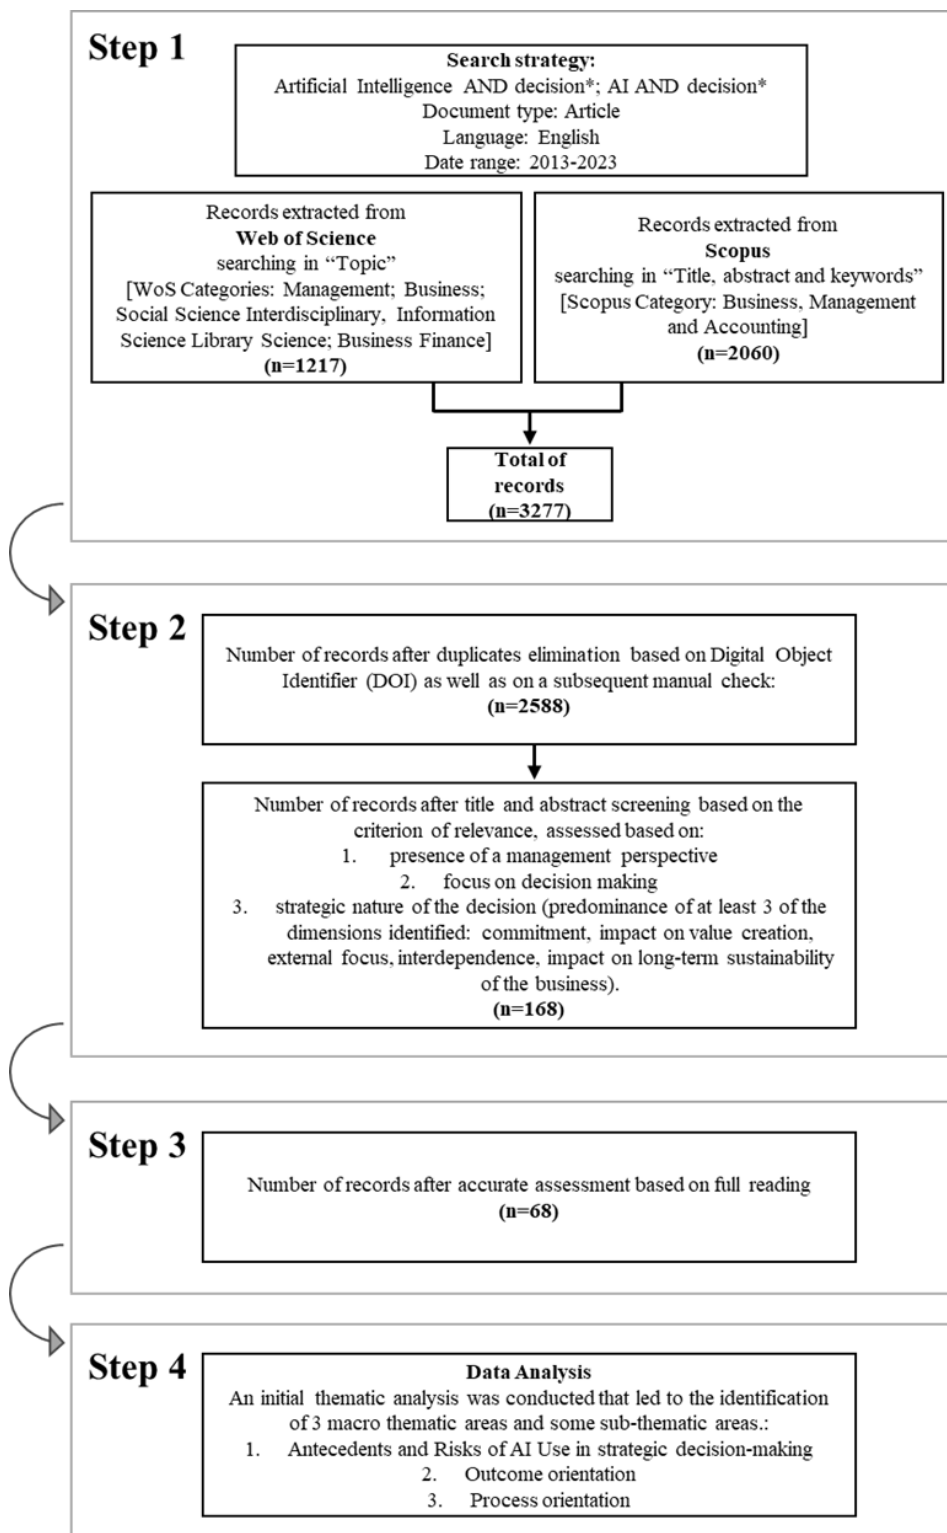 Step 1
Search strategy:
Artificial Intelligence AND decision*; AI AND decision*
Document type: Article
Language: English
Date range: 2013-2023
Records extracted from
Web of Science
searching in “Topic”
[WoS Categories: Management; Business;
Social Science Interdisciplinary, Information
Science Library Science; Business Finance]
(n=1217)
Records extracted from
Scopus
searching in “Title, abstract and keywords”
[Scopus Category: Business, Management
and Accounting]
(n=2060)
Total of
records
(n=3277)
Step 2
Number of records after duplicates elimination based on Digital Object
Identifier (DOI) as well as on a subsequent manual check:
(n=2588)
Number of records after title and abstract screening based on the
criterion of relevance, assessed based on:
1. presence of a management perspective
2. focus on decision making
3. strategic nature of the decision (predominance of at least 3 of the
dimensions identified: commitment, impact on value creation,
external focus, interdependence, impact on long-term sustainability
of the business).
(n=168)
Step 3
Number of records after accurate assessment based on full reading
(n=68)
Step 4
Data Analysis
An initial thematic analysis was conducted that led to the identification
of 3 macro thematic areas and some sub-thematic areas.:
1. Antecedents and Risks of AI Use in strategic decision-making
2. Outcome orientation
3. Process orientation